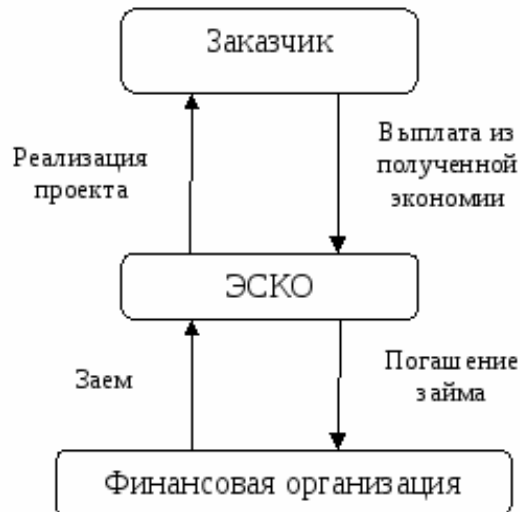 Заказчик
Реализация
проекта
Выплата из
полученной
экономии
ЭСКО
Заем
Погашение
займа
Финансовая организация